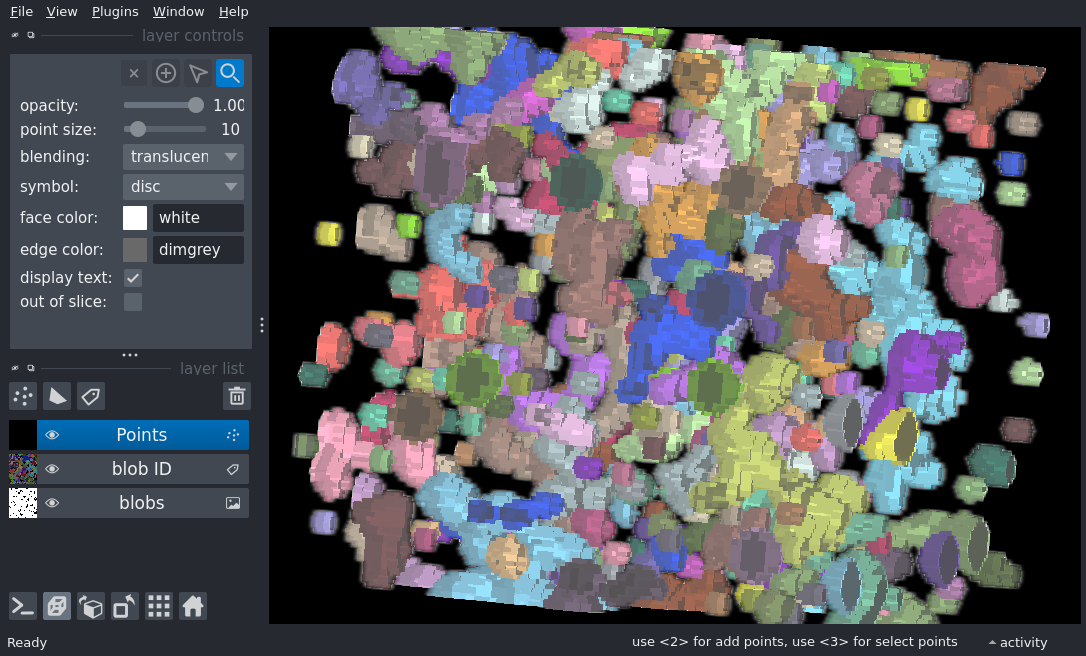 File View Plugins Window Help
layer controls
opacity: 1.00
point size: 10
blending: translucen
symbol: disc
face color: white
edge color: dimgrey
display text:
out of slice:
layer list
Points
blob ID
blobs
Ready
use <2> for add points, use <3> for select points
activity